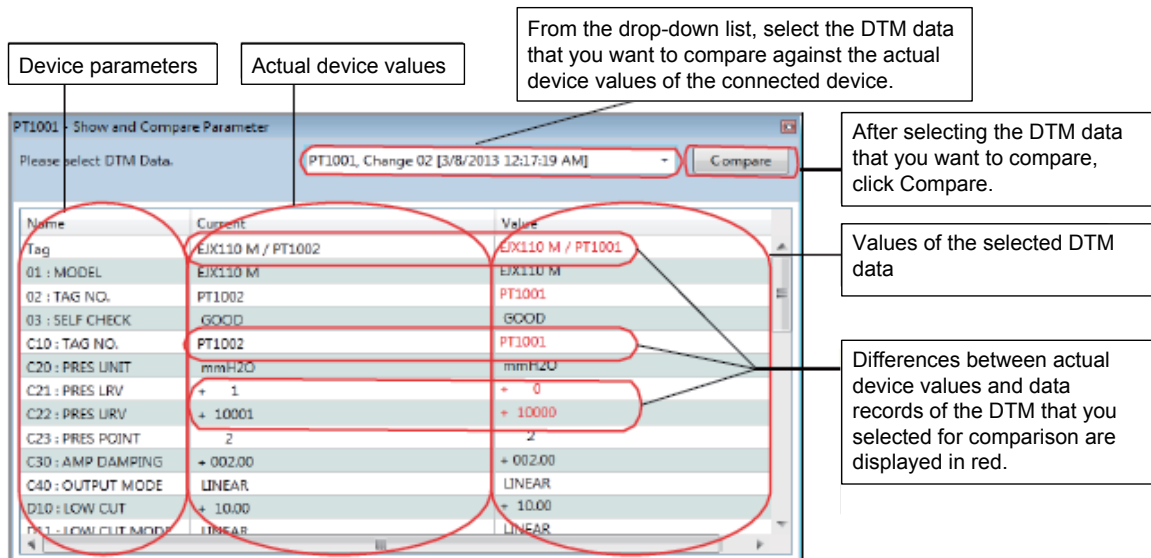 From the drop-down list, select the DTM data
that you want to compare against the actual
device values of the connected device.
Device parameters
Actual device values
PT1001 - Show and Compare Parameter
Please select DTM Data.
PT1001, Change 02 [3/8/2013 12:17:19 AM]
Compare
After selecting the DTM data
that you want to compare,
click Compare.
Name Current Value
Tag EJX110 M / PT1002 EJX110 M / PT1001
01 : MODEL EJX110 M EJX110 M
02 : TAG NO. PT1002 PT1001
03 : SELF CHECK GOOD GOOD
C10 : TAG NO. PT1002 PT1001
C20 : PRES UNIT mmH2O mmH2O
C21 : PRES LRV + 1 + 0
C22 : PRES URV + 10001 + 10000
C23 : PRES POINT 2 2
C30 : AMP DAMPING + 002.00 + 002.00
C40 : OUTPUT MODE LINEAR LINEAR
D10 : LOW CUT + 10.00 + 10.00
D11 : LOW CUT MODE LINEAR LINEAR
Values of the selected DTM
data
Differences between actual
device values and data
records of the DTM that you
selected for comparison are
displayed in red.